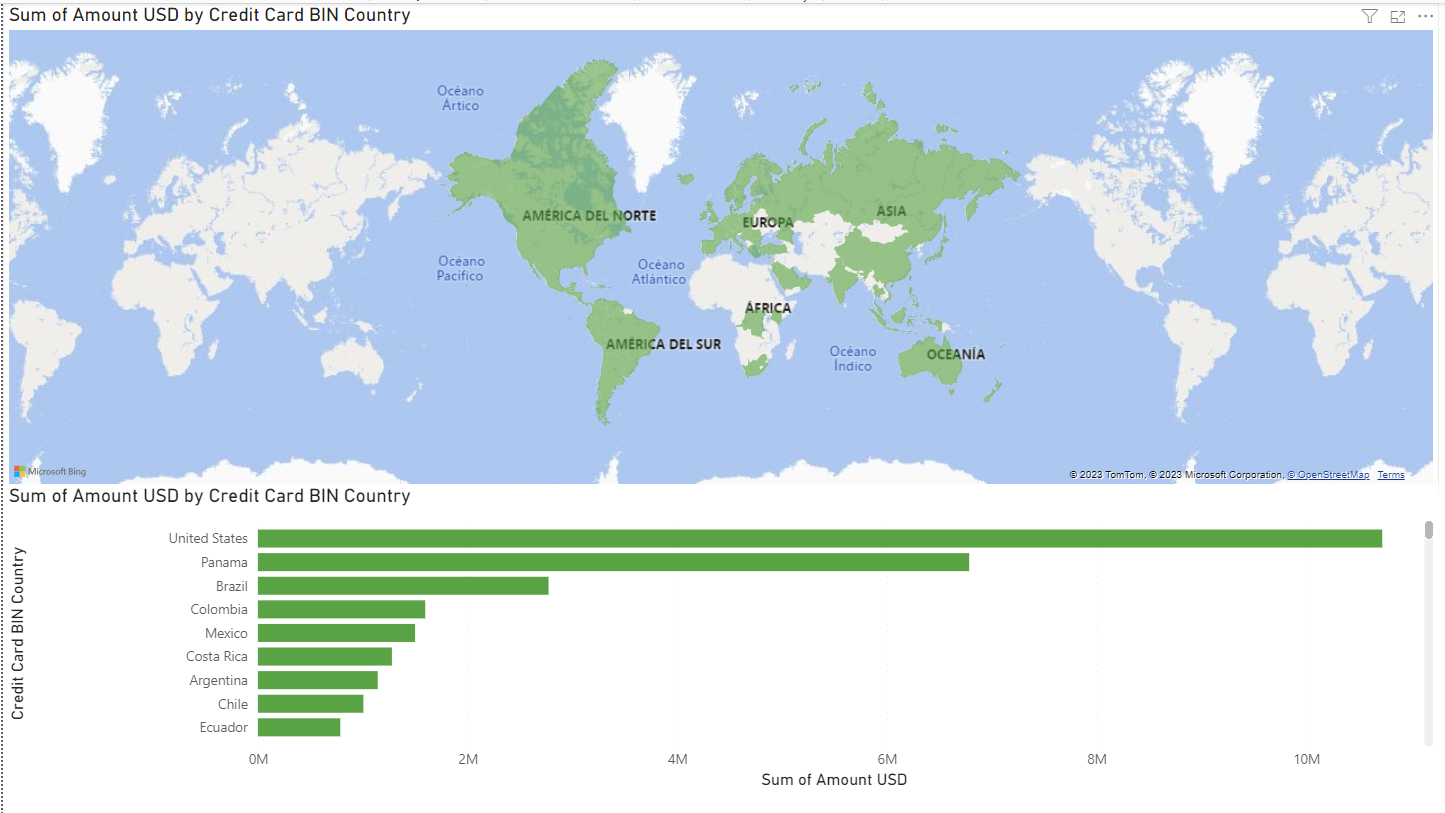 Sum of Amount USD by Credit Card BIN Country
Océano
Ártico
AMÉRICA DEL NORTE
EUROPA
ASIA
Océano
Pacífico
Océano
Atlántico
ÁFRICA
AMÉRICA DEL SUR
Océano
Índico
OCEANÍA
Microsoft Bing
© 2023 TomTom, © 2023 Microsoft Corporation, © OpenStreetMap Terms
Sum of Amount USD by Credit Card BIN Country
Credit Card BIN Country
United States
Panama
Brazil
Colombia
Mexico
Costa Rica
Argentina
Chile
Ecuador
0M 2M 4M 6M 8M 10M
Sum of Amount USD